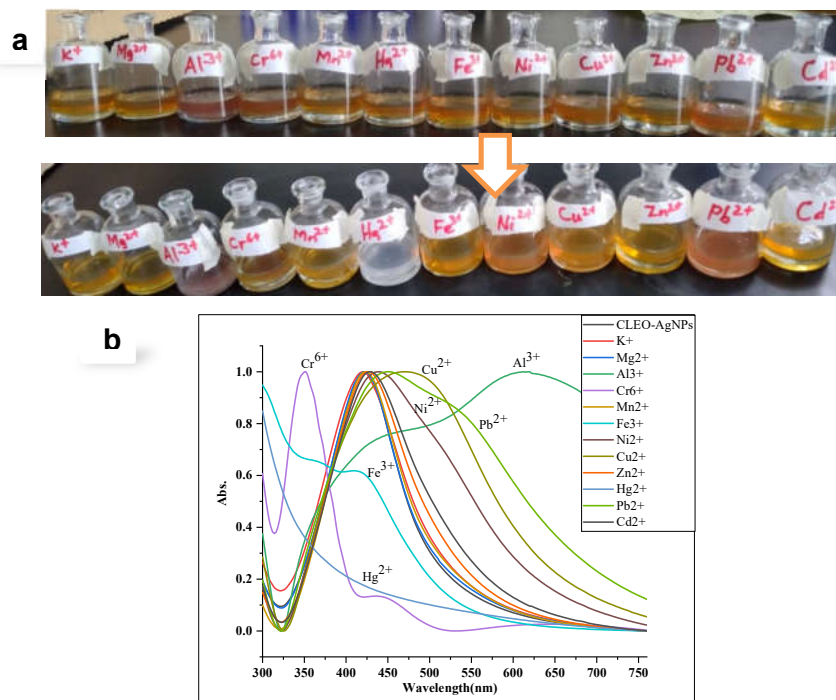 a
K+
Mg2+
Al3+
Cr6+
Mn2+
Hg2+
Fe3+
Ni2+
Cu2+
Zn2+
Pb2+
Cd2
K+
Mg2+
Al3+
Cr6+
Mn2+
Hg2+
Fe3+
Ni2+
Cu2+
Zn2+
Pb2+
Cd2
b
Cr6+
Cu2+
Al3+
Ni2+
Pb2+
Fe3+
Hg2+
CLEO-AgNPs
K+
Mg2+
Al3+
Cr6+
Mn2+
Fe3+
Ni2+
Cu2+
Zn2+
Hg2+
Pb2+
Cd2+
Abs.
1.0
0.8
0.6
0.4
0.2
0.0
300 350 400 450 500 550 600 650 700 750
Wavelength(nm)